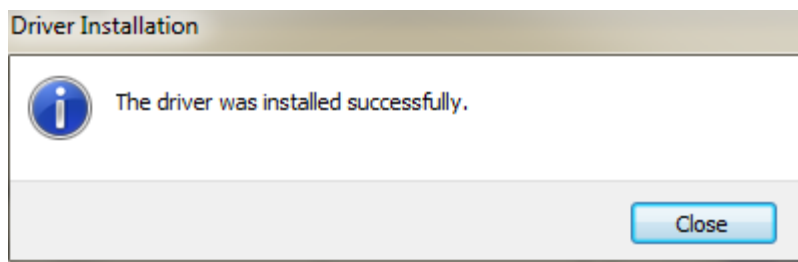 Driver Installation
The driver was installed successfully.
Close